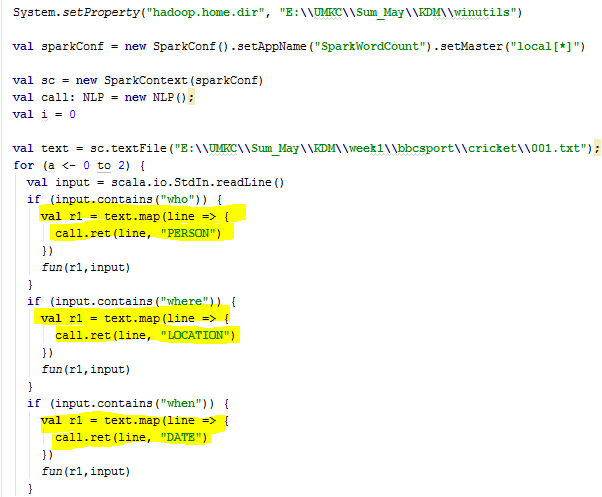 System.setProperty("hadoop.home.dir", "E:\\UMKC\\Sum_May\\KDM\\winutils")
val sparkConf = new SparkConf().setAppName("SparkWordCount").setMaster("local[*]")
val sc = new SparkContext(sparkConf)
val call: NLP = new NLP();
val i = 0
val text = sc.textFile("E:\\UMKC\\Sum_May\\KDM\\week1\\bbcsport\\cricket\\001.txt");
for (a <- 0 to 2) {
val input = scala.io.StdIn.readLine()
if (input.contains("who")) {
val r1 = text.map(line => {
call.ret(line, "PERSON")
})
fun(r1,input)
}
if (input.contains("where")) {
val r1 = text.map(line => {
call.ret(line, "LOCATION")
})
fun(r1,input)
}
if (input.contains("when")) {
val r1 = text.map(line => {
call.ret(line, "DATE")
})
fun(r1,input)
}